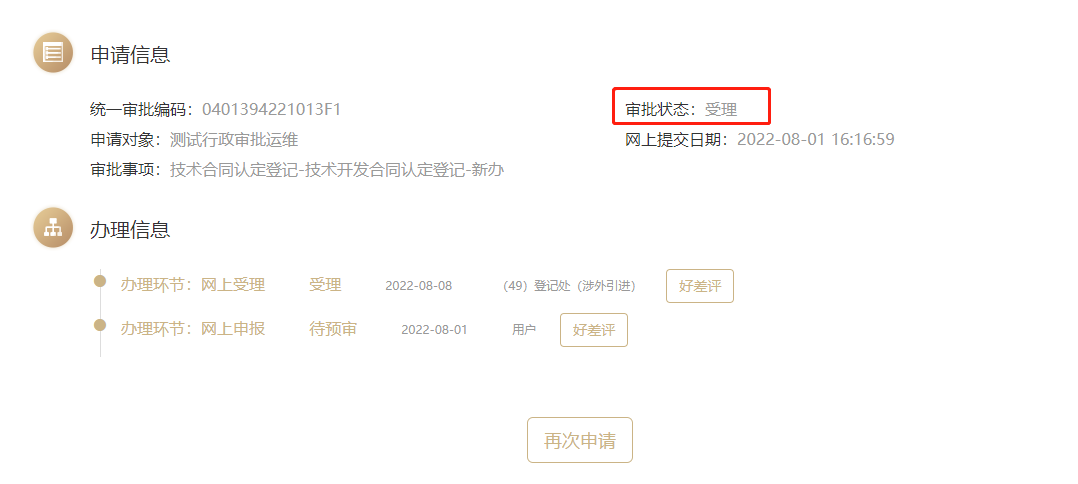 申请信息
统一审批编码：0401394221013F1 审批状态：受理
申请对象：测试行政审批运维 网上提交日期：2022-08-01 16:16:59
审批事项：技术合同认定登记-技术开发合同认定登记-新办
办理信息
办理环节：网上受理 受理 2022-08-08 （49）登记处（涉外引进） 好差评
办理环节：网上申报 待预审 2022-08-01 用户 好差评
再次申请